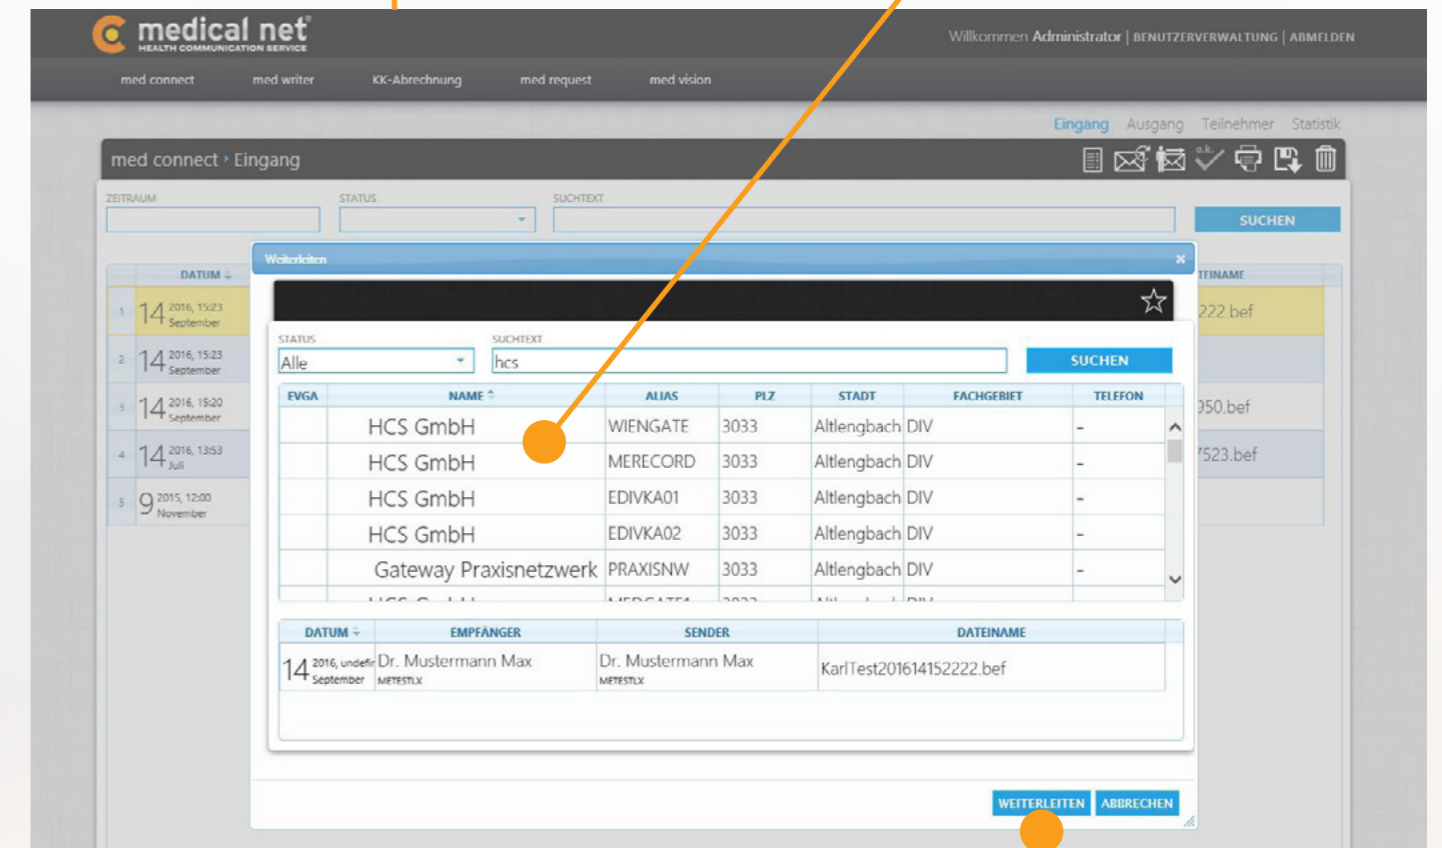 medical net®
HEALTH COMMUNICATION SERVICE
Willkommen Administrator | BENUTZERVERWALTUNG | ABMELDEN
med connect med writer KK-Abrechnung med request med vision
Eingang Ausgang Teilnehmer Statistik
med connect › Eingang
o.k.
ZEITRAUM STATUS SUCHTEXT
SUCHEN
Weiterleiten ×
DATUM TEINAME
1 14 2016, 15:23 September 222.bef
2 14 2016, 15:23 September
3 14 2016, 15:20 September 950.bef
4 14 2016, 13:53 Juli 7523.bef
5 9 2015, 12:00 November
STATUS SUCHTEXT
Alle hcs SUCHEN
EVGA NAME ALIAS PLZ STADT FACHGEBIET TELEFON
HCS GmbH WIENGATE 3033 Altlengbach DIV -
HCS GmbH MERECORD 3033 Altlengbach DIV -
HCS GmbH EDIVKA01 3033 Altlengbach DIV -
HCS GmbH EDIVKA02 3033 Altlengbach DIV -
Gateway Praxisnetzwerk PRAXISNW 3033 Altlengbach DIV -
DATUM EMPFÄNGER SENDER DATEINAME
14 2016, undefir September Dr. Mustermann Max Dr. Mustermann Max KarlTest201614152222.bef
METESTLX METESTLX
WEITERLEITEN ABBRECHEN